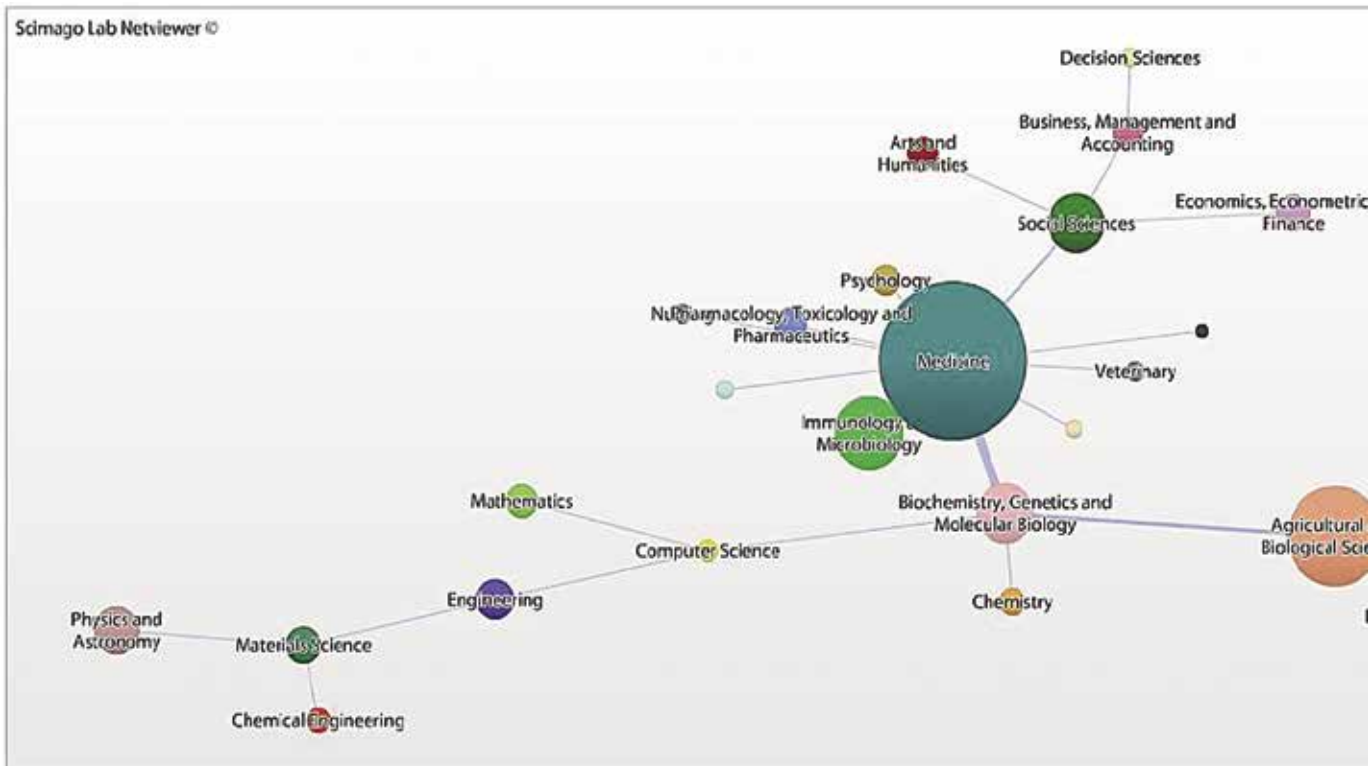 Scimago Lab Netviewer ©
Decision Sciences
Business, Management and
Accounting
Arts and
Humanities
Economics, Econometric
Finance
Social Sciences
Psychology
Pharmacology, Toxicology and
Pharmaceutics
Medicine
Veterinary
Immunology
Microbiology
Mathematics
Biochemistry, Genetics and
Molecular Biology
Computer Science
Agricultural
Biological Scie
Engineering
Chemistry
Physics and
Astronomy
Materials Science
Chemical Engineering